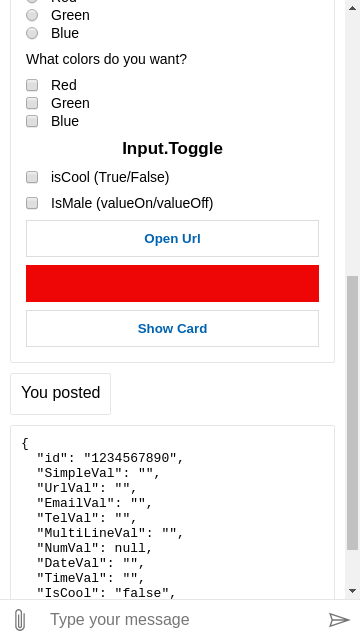 Red
Green
Blue
What colors do you want?
Red
Green
Blue
Input.Toggle
isCool (True/False)
IsMale (valueOn/valueOff)
Open Url
Show Card
You posted
{
"id": "1234567890",
"SimpleVal": "",
"UrlVal": "",
"EmailVal": "",
"TelVal": "",
"MultiLineVal": "",
"NumVal": null,
"DateVal": "",
"TimeVal": "",
"IsCool": "false",
Type your message